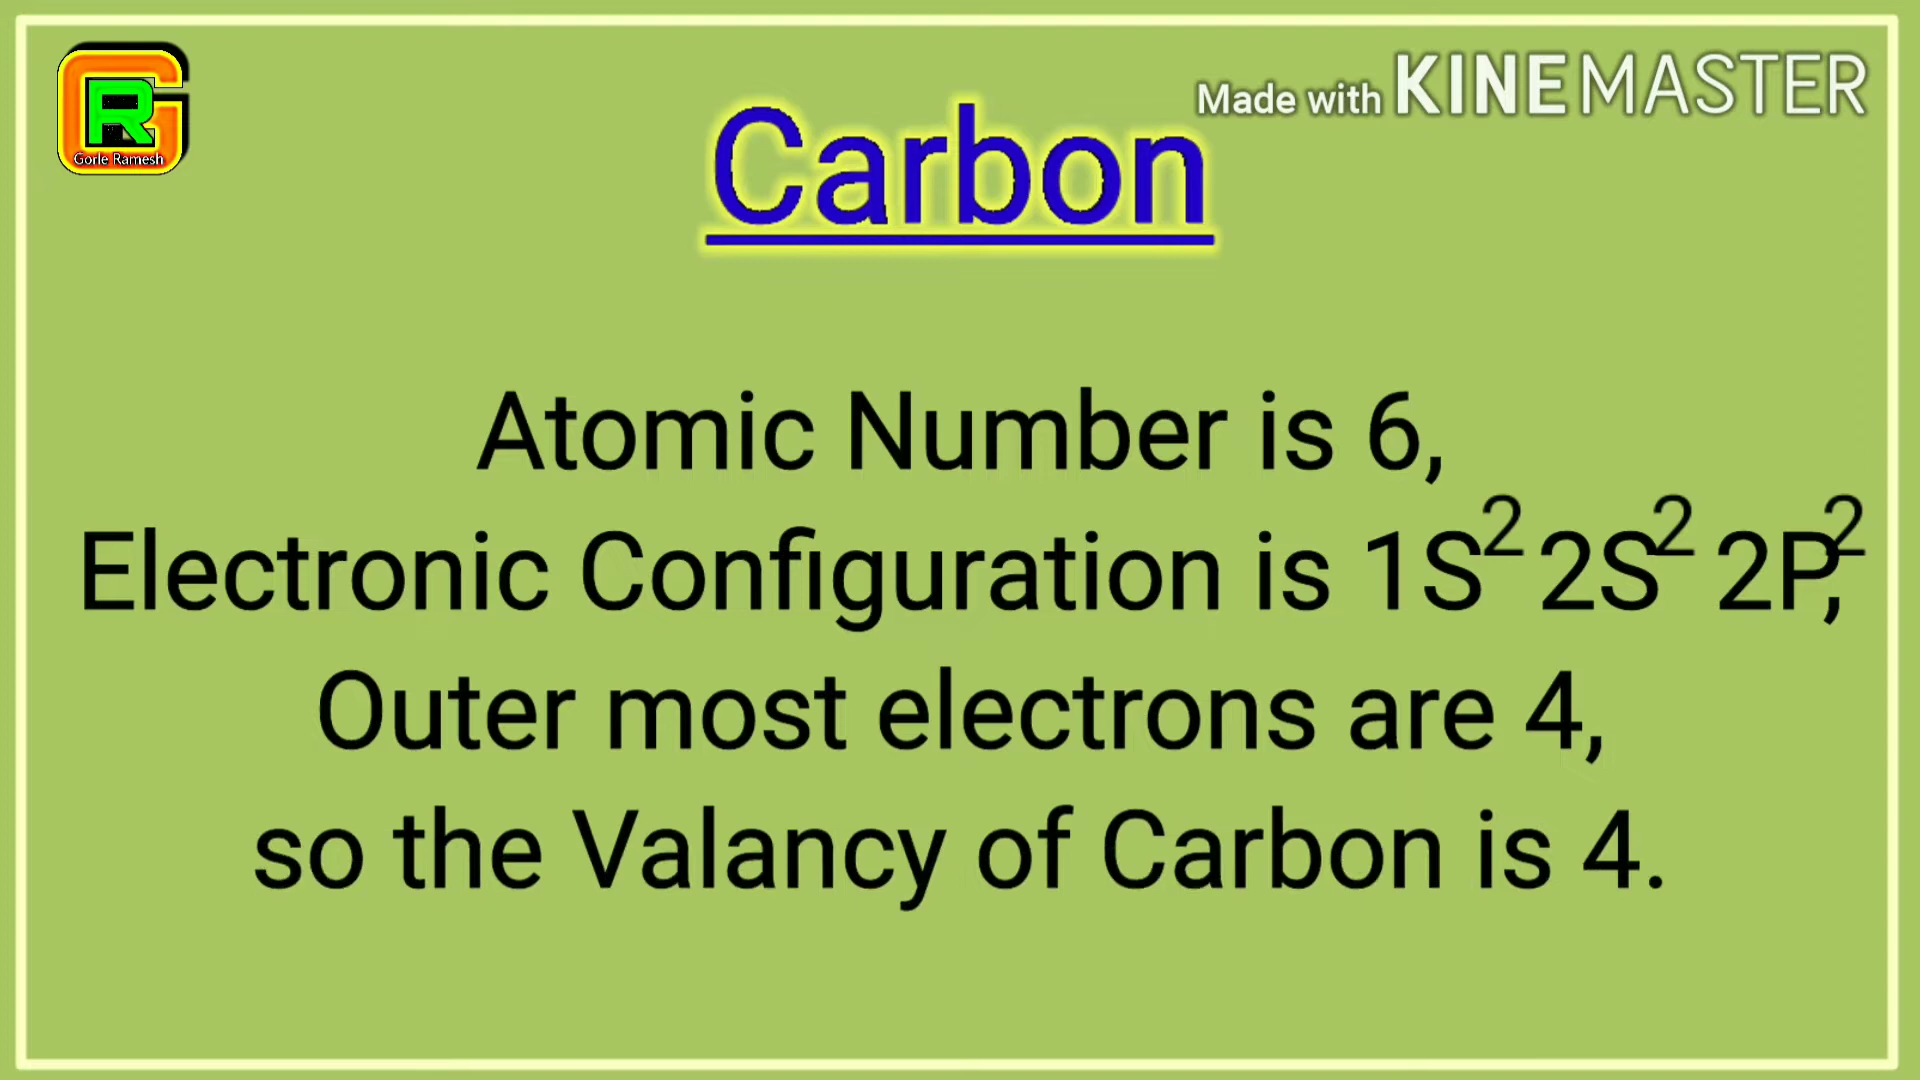 Made with KINEMASTER
R
Gorle Ramesh
Carbon
Atomic Number is 6,
Electronic Configuration is 1S² 2S² 2P²,
Outer most electrons are 4,
so the Valancy of Carbon is 4.